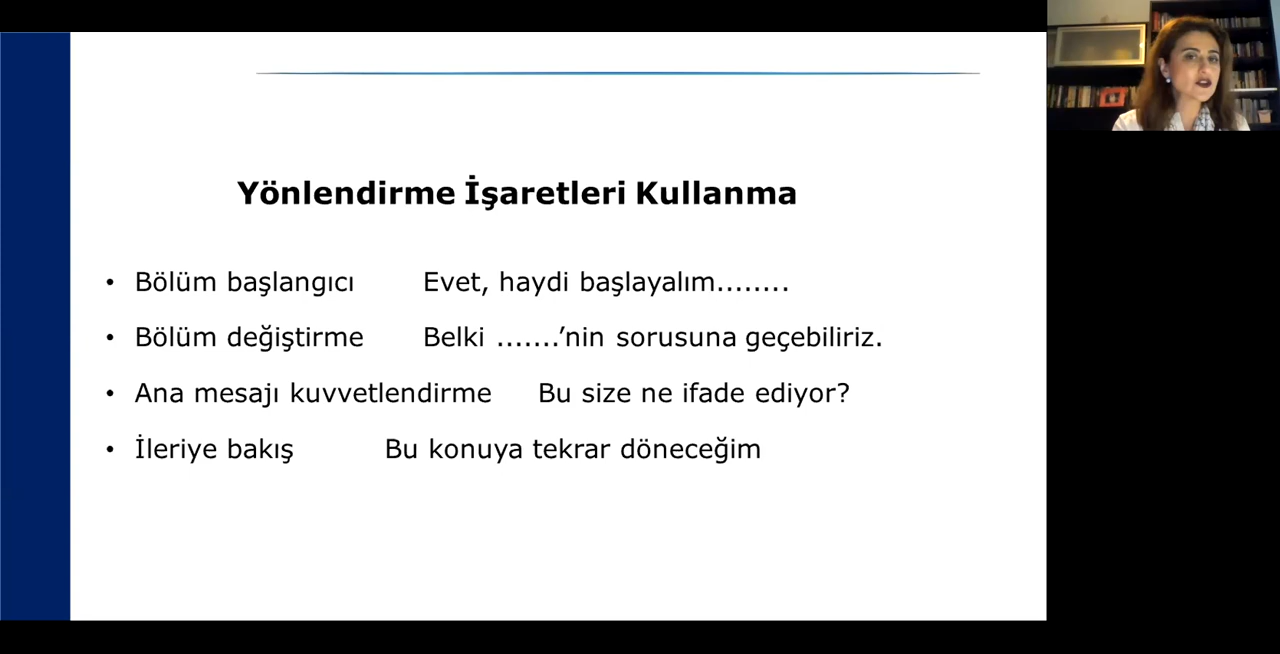 Yönlendirme İşaretleri Kullanma
• Bölüm başlangıcı Evet, haydi başlayalım........
• Bölüm değiştirme Belki .......’nin sorusuna geçebiliriz.
• Ana mesajı kuvvetlendirme Bu size ne ifade ediyor?
• İleriye bakış Bu konuya tekrar döneceğim